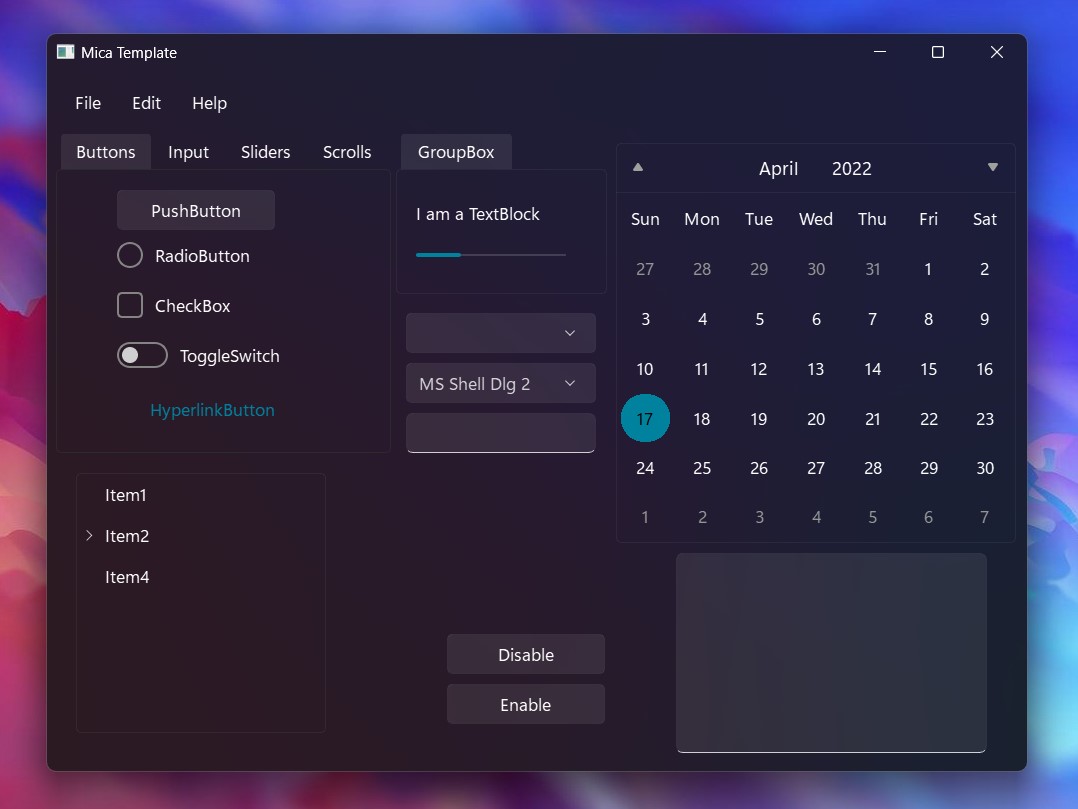 Mica Template
File Edit Help
Buttons Input Sliders Scrolls
PushButton
RadioButton
CheckBox
ToggleSwitch
HyperlinkButton
GroupBox
I am a TextBlock
MS Shell Dlg 2
April 2022
Sun Mon Tue Wed Thu Fri Sat
27 28 29 30 31 1 2
3 4 5 6 7 8 9
10 11 12 13 14 15 16
17 18 19 20 21 22 23
24 25 26 27 28 29 30
1 2 3 4 5 6 7
Item1
Item2
Item4
Disable
Enable